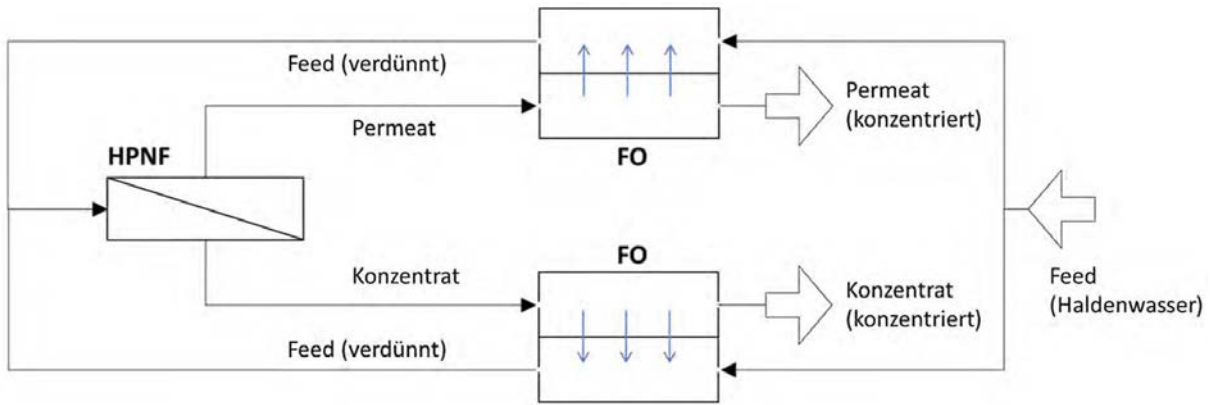 Feed (verdünnt)
Permeat
Permeat
(konzentriert)
HPNF
FO
FO
Konzentrat
Konzentrat
(konzentriert)
Feed
(Haldenwasser)
Feed (verdünnt)